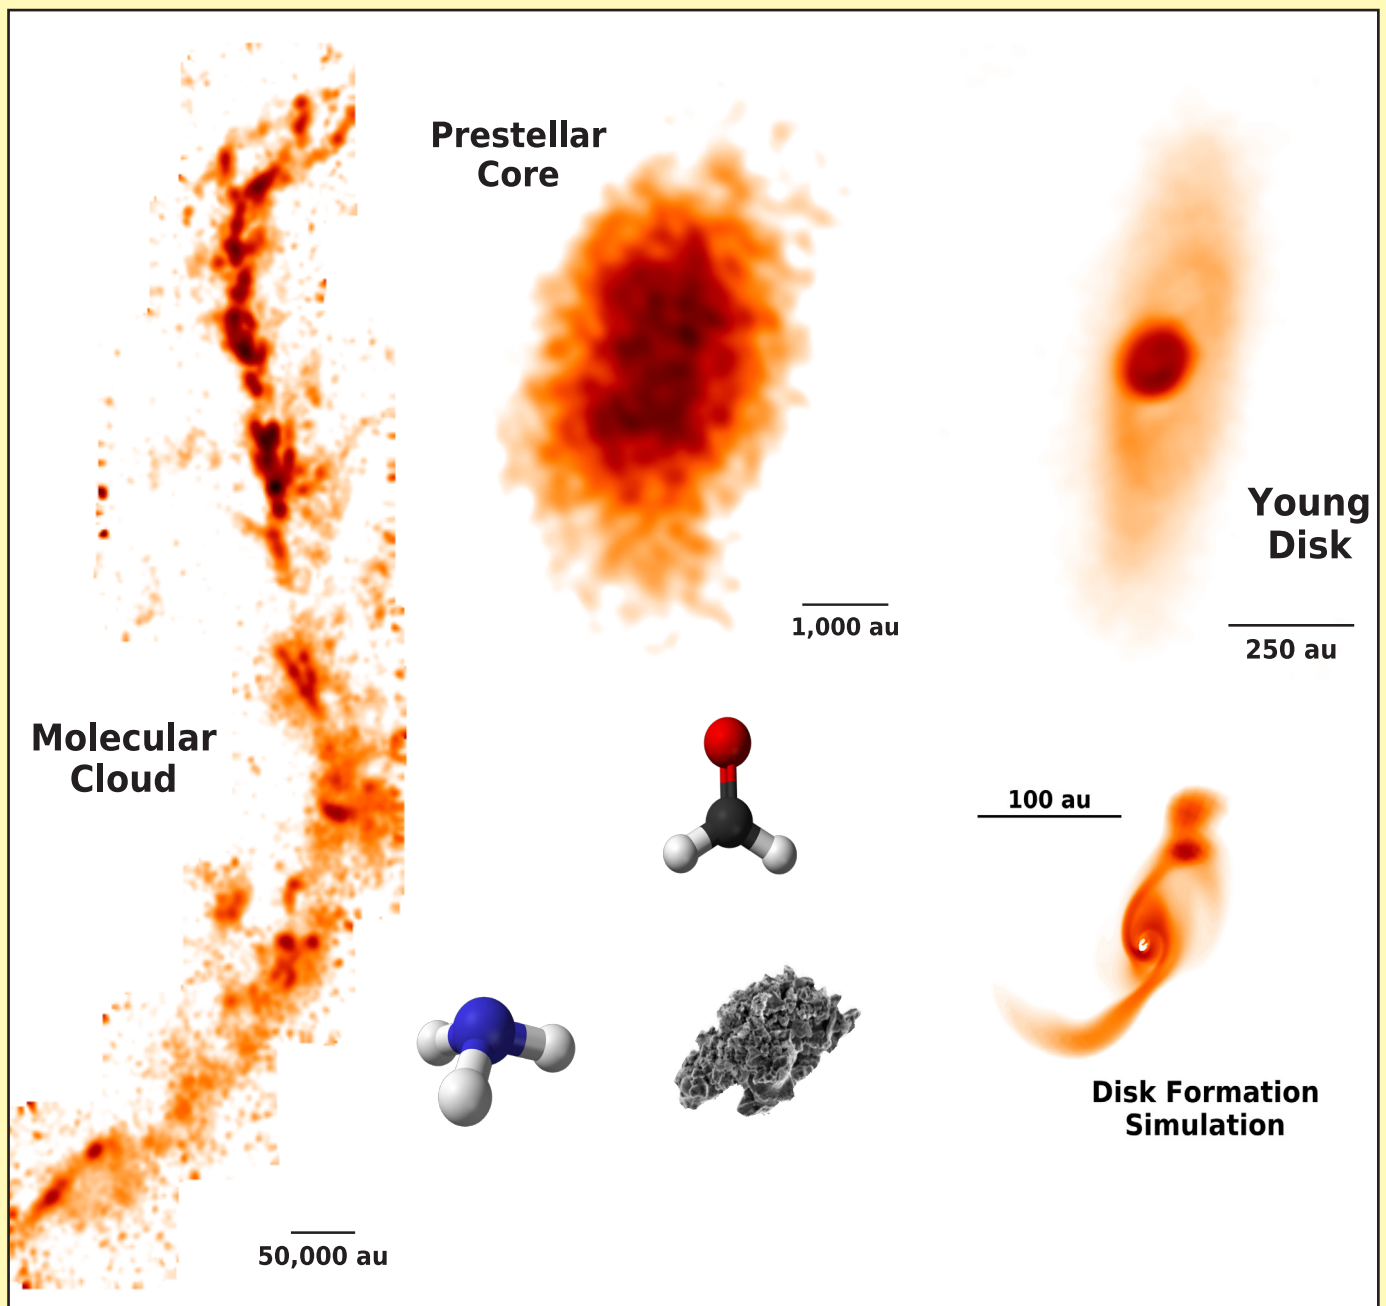 Prestellar
Core
Young
Disk
1,000 au
250 au
Molecular
Cloud
100 au
Disk Formation
Simulation
50,000 au